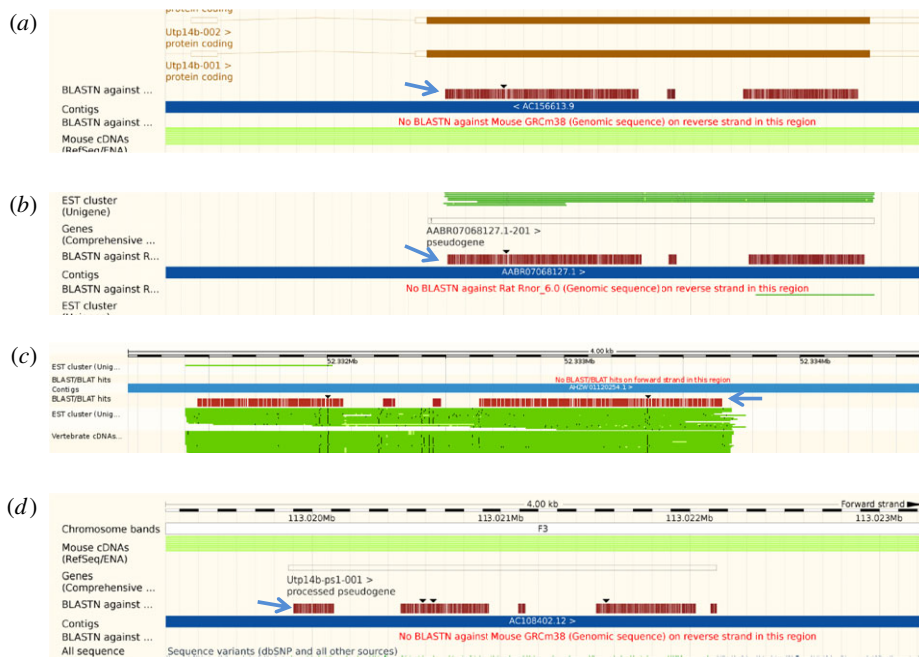 (a)
protein coding
Utp14b-002 >
protein coding
Utp14b-001 >
protein coding
BLASTN against ...
Contigs
< AC156613.9
BLASTN against ...
No BLASTN against Mouse GRCm38 (Genomic sequence) on reverse strand in this region
Mouse cDNAs
(RefSeq/ENA)
(b)
EST cluster
(Unigene)
Genes
(Comprehensive ...
AABR07068127.1-201 >
pseudogene
BLASTN against R...
Contigs
AABR07068127.1 >
BLASTN against R...
No BLASTN against Rat Rnor_6.0 (Genomic sequence) on reverse strand in this region
EST cluster
(c)
4.00 kb
52.332Mb
52.333Mb
52.334Mb
EST cluster (Unig...
BLAST/BLAT hits
No BLAST/BLAT hits on forward strand in this region
Contigs
AHZW01120254.1 >
BLAST/BLAT hits
EST cluster (Unig...
Vertebrate cDNAs...
(d)
4.00 kb
Forward strand
113.020Mb
113.021Mb
113.022Mb
113.023Mb
Chromosome bands
F3
Mouse cDNAs
(RefSeq/ENA)
Genes
(Comprehensive ...
Utp14b-ps1-001 >
processed pseudogene
BLASTN against ...
Contigs
AC108402.12 >
BLASTN against ...
No BLASTN against Mouse GRCm38 (Genomic sequence) on reverse strand in this region
All sequence
Sequence variants (dbSNP and all other sources)